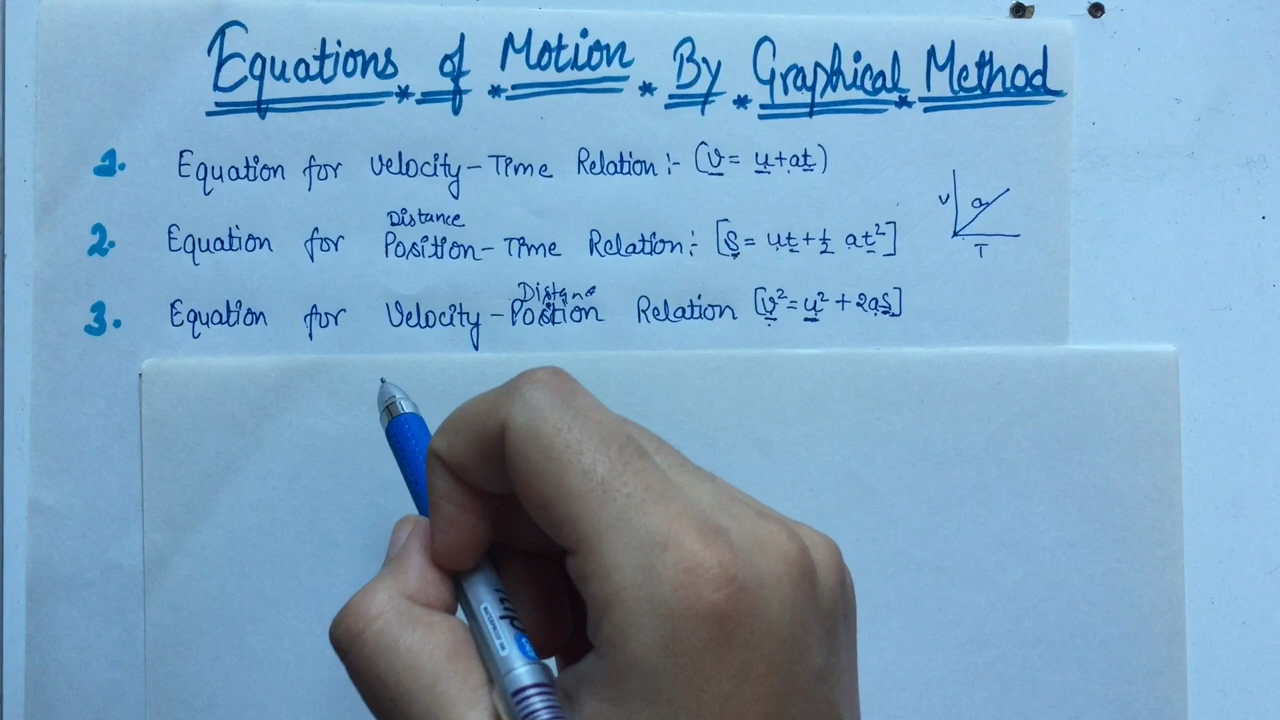 Equations of Motion By Graphical Method
1. Equation for Velocity-Time Relation:- (v = u+at)
Distance
2. Equation for Position-Time Relation:- [S = ut+½ at²]
Distance
3. Equation for Velocity-Position Relation [v²=u²+2as]
V a
T